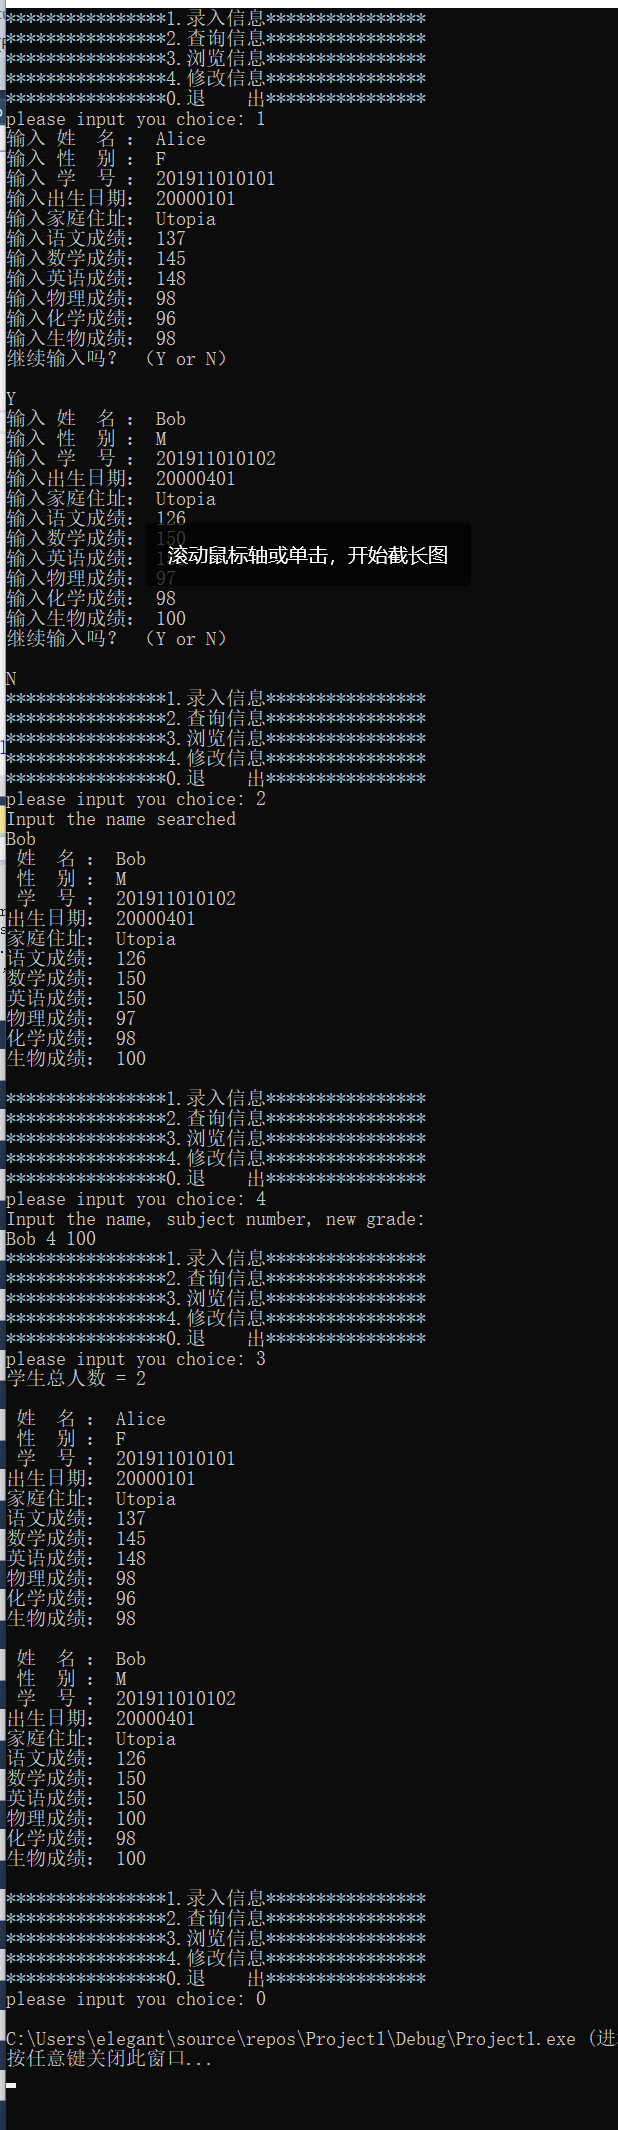 ****************1.录入信息****************
****************2.查询信息****************
****************3.浏览信息****************
****************4.修改信息****************
****************0.退    出****************
please input you choice: 1
输入 姓  名 :  Alice
输入 性  别 :  F
输入 学  号 :  201911010101
输入出生日期:  20000101
输入家庭住址:  Utopia
输入语文成绩:  137
输入数学成绩:  145
输入英语成绩:  148
输入物理成绩:  98
输入化学成绩:  96
输入生物成绩:  98
继续输入吗? （Y or N）
Y
输入 姓  名 :  Bob
输入 性  别 :  M
输入 学  号 :  201911010102
输入出生日期:  20000401
输入家庭住址:  Utopia
输入语文成绩:  126
输入数学成绩:  150
输入英语成绩:
滚动鼠标轴或单击，开始截长图
输入物理成绩:  97
输入化学成绩:  98
输入生物成绩:  100
继续输入吗? （Y or N）
N
****************1.录入信息****************
****************2.查询信息****************
****************3.浏览信息****************
****************4.修改信息****************
****************0.退    出****************
please input you choice: 2
Input the name searched
Bob
 姓  名 :  Bob
 性  别 :  M
 学  号 :  201911010102
出生日期:  20000401
家庭住址:  Utopia
语文成绩:  126
数学成绩:  150
英语成绩:  150
物理成绩:  97
化学成绩:  98
生物成绩:  100
****************1.录入信息****************
****************2.查询信息****************
****************3.浏览信息****************
****************4.修改信息****************
****************0.退    出****************
please input you choice: 4
Input the name, subject number, new grade:
Bob 4 100
****************1.录入信息****************
****************2.查询信息****************
****************3.浏览信息****************
****************4.修改信息****************
****************0.退    出****************
please input you choice: 3
学生总人数 = 2
 姓  名 :  Alice
 性  别 :  F
 学  号 :  201911010101
出生日期:  20000101
家庭住址:  Utopia
语文成绩:  137
数学成绩:  145
英语成绩:  148
物理成绩:  98
化学成绩:  96
生物成绩:  98
 姓  名 :  Bob
 性  别 :  M
 学  号 :  201911010102
出生日期:  20000401
家庭住址:  Utopia
语文成绩:  126
数学成绩:  150
英语成绩:  150
物理成绩:  100
化学成绩:  98
生物成绩:  100
****************1.录入信息****************
****************2.查询信息****************
****************3.浏览信息****************
****************4.修改信息****************
****************0.退    出****************
please input you choice: 0
C:\Users\elegant\source\repos\Project1\Debug\Project1.exe (进
按任意键关闭此窗口...